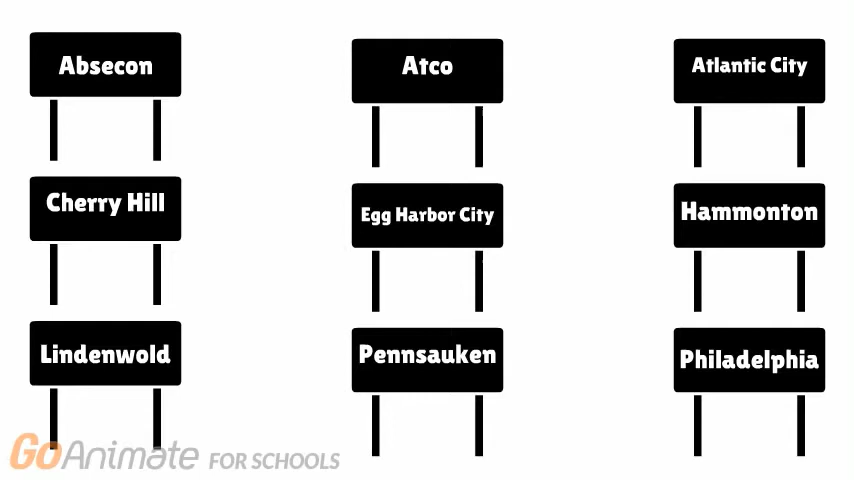 Absecon
Atco
Atlantic City
Cherry Hill
Egg Harbor City
Hammonton
Lindenwold
Pennsauken
Philadelphia
GoAnimate FOR SCHOOLS